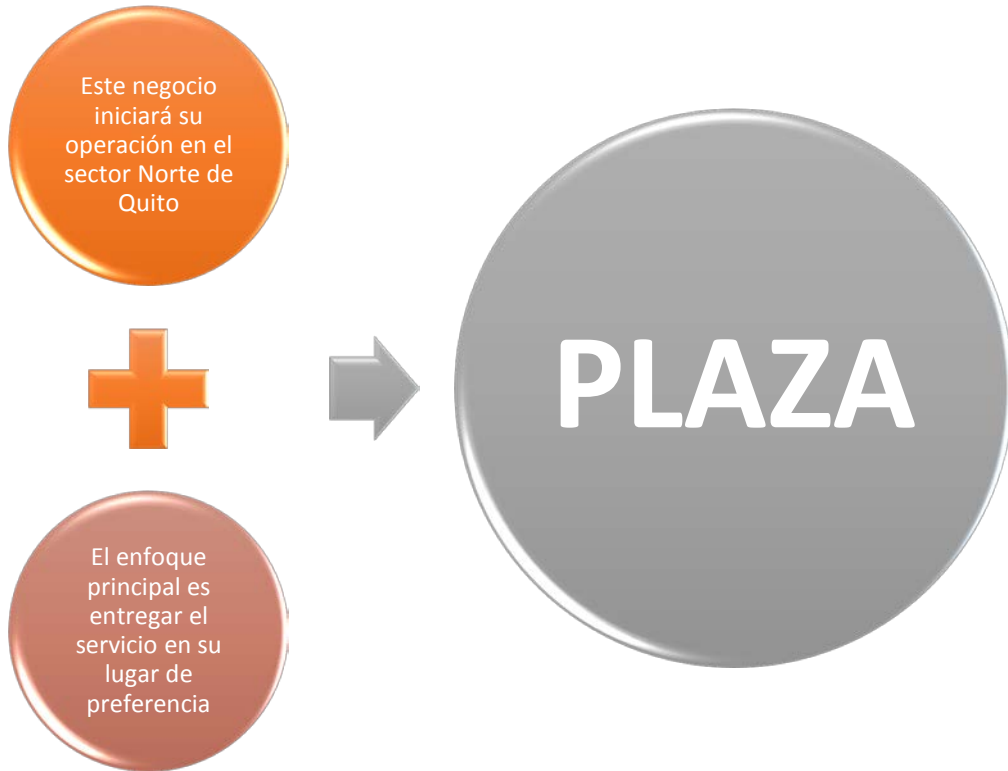 Este negocio
iniciará su
operación en el
sector Norte de
Quito
El enfoque
principal es
entregar el
servicio en su
lugar de
preferencia
PLAZA